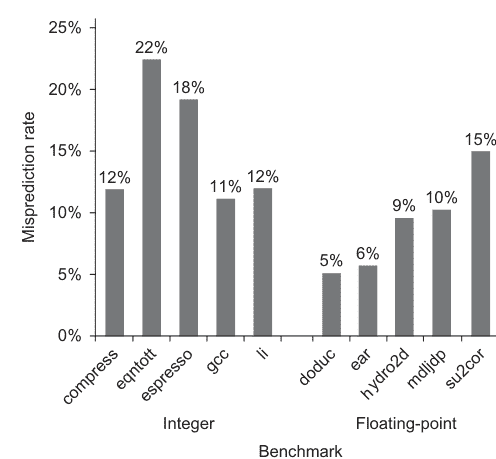 25%
20%
15%
10%
5%
0%
Misprediction rate
12%
22%
18%
11%
12%
5%
6%
9%
10%
15%
compress
eqntott
espresso
gcc
li
doduc
ear
hydro2d
mdljdp
su2cor
Integer
Floating-point
Benchmark